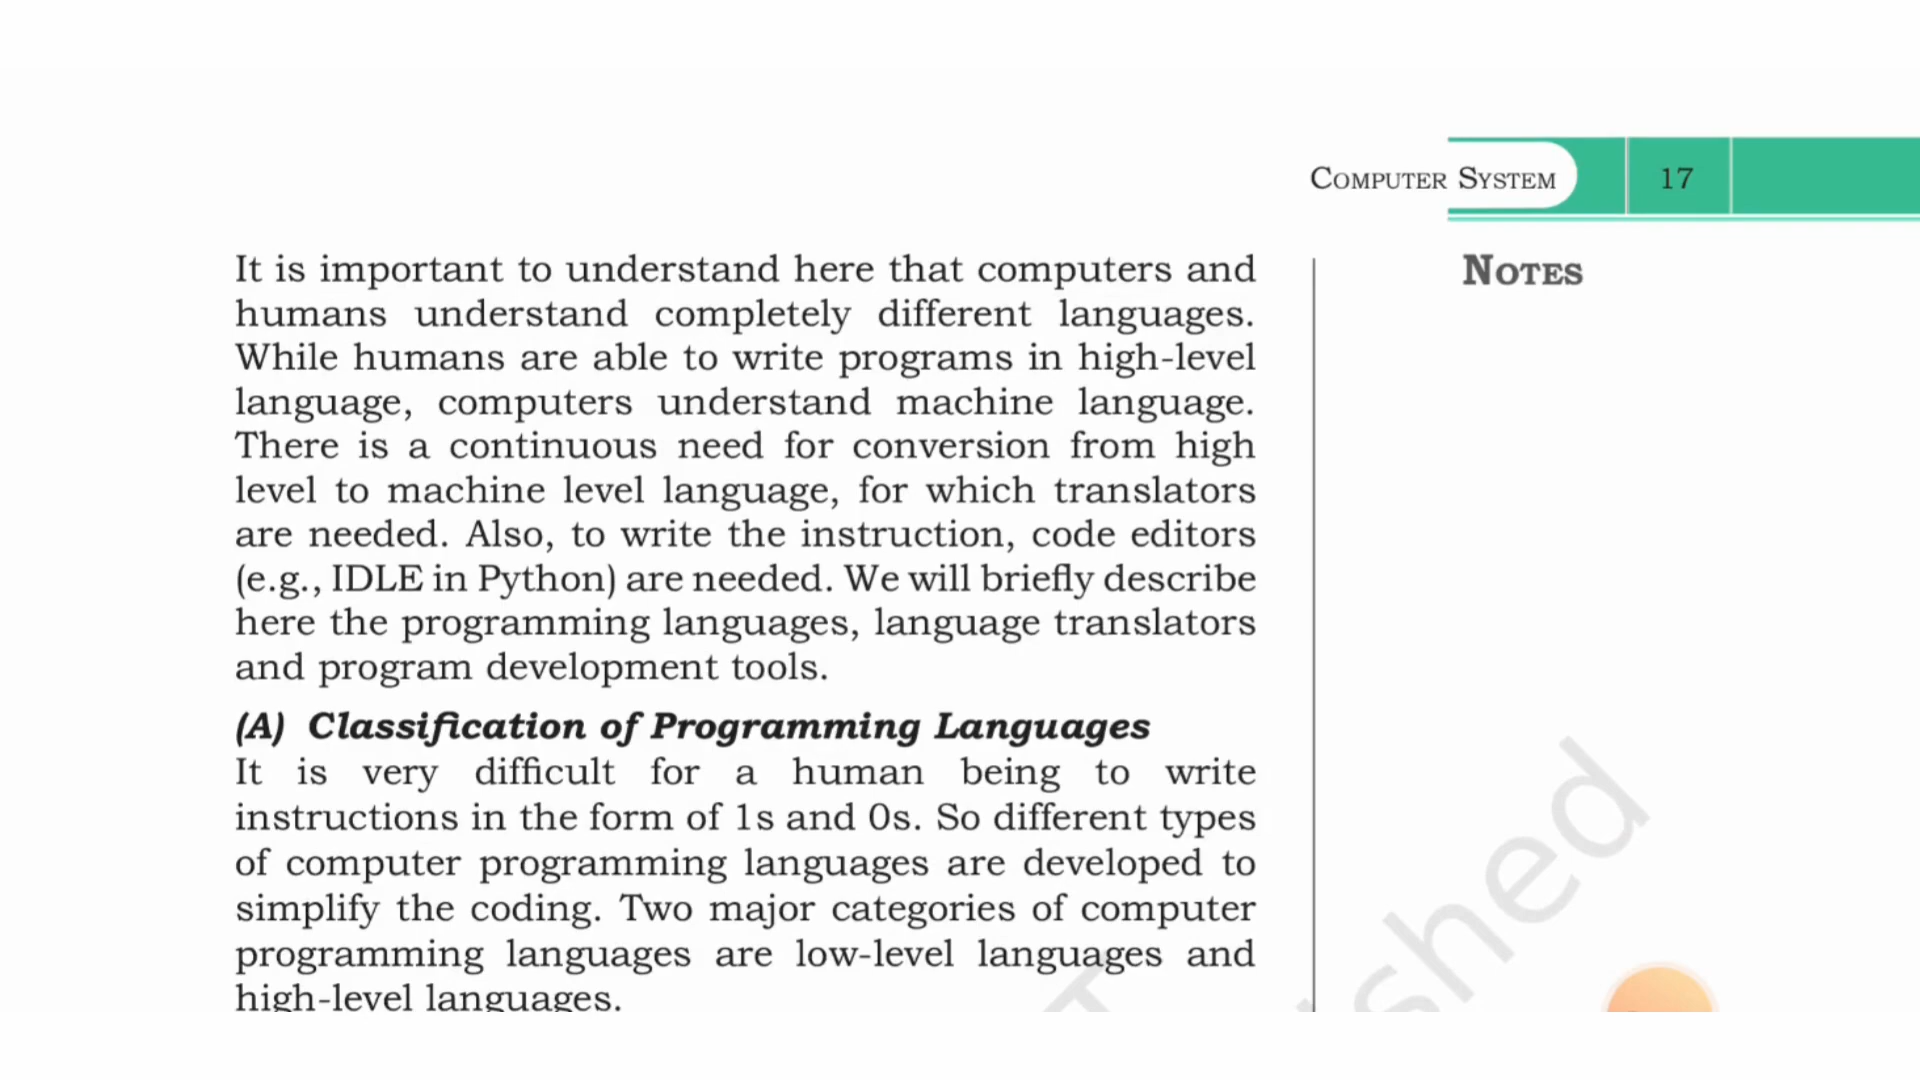 COMPUTER SYSTEM 17
It is important to understand here that computers and
humans understand completely different languages.
While humans are able to write programs in high-level
language, computers understand machine language.
There is a continuous need for conversion from high
level to machine level language, for which translators
are needed. Also, to write the instruction, code editors
(e.g., IDLE in Python) are needed. We will briefly describe
here the programming languages, language translators
and program development tools.
(A) Classification of Programming Languages
It is very difficult for a human being to write
instructions in the form of 1s and 0s. So different types
of computer programming languages are developed to
simplify the coding. Two major categories of computer
programming languages are low-level languages and
high-level languages.
NOTES
shed